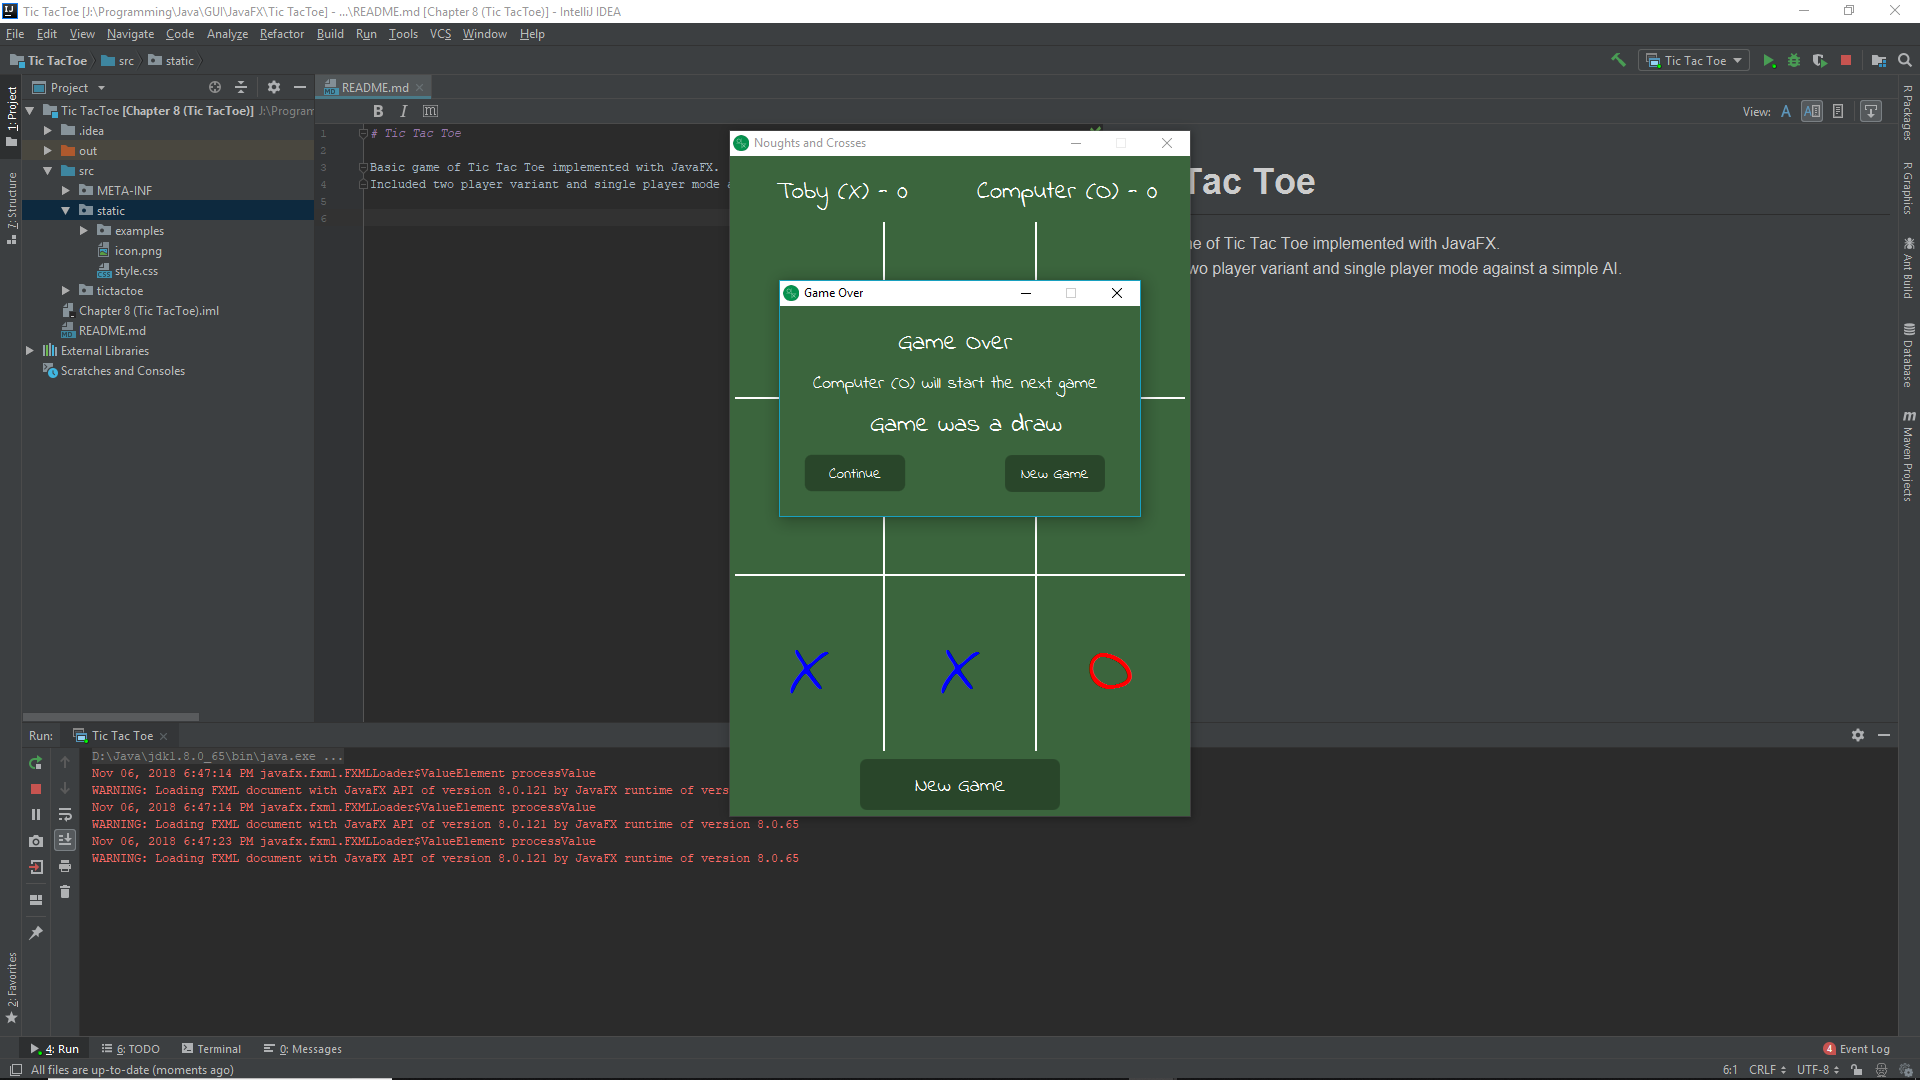 Tic TacToe [J:\Programming\Java\GUI\JavaFX\Tic TacToe] - ...\README.md [Chapter 8 (Tic TacToe)] - IntelliJ IDEA
File Edit View Navigate Code Analyze Refactor Build Run Tools VCS Window Help
Tic TacToe src static
Tic Tac Toe
1: Project
7: Structure
2: Favorites
Project
Tic TacToe [Chapter 8 (Tic TacToe)] J:\Program
.idea
out
src
META-INF
static
examples
icon.png
style.css
tictactoe
Chapter 8 (Tic TacToe).iml
README.md
External Libraries
Scratches and Consoles
README.md
B I m
View:
1 # Tic Tac Toe
2
3 Basic game of Tic Tac Toe implemented with JavaFX.
4 Included two player variant and single player mode a
5
6
Tac Toe
e of Tic Tac Toe implemented with JavaFX.
wo player variant and single player mode against a simple AI.
Noughts and Crosses
Toby (X) - 0
Computer (O) - 0
Game Over
Game Over
Computer (O) will start the next game
Game was a draw
Continue
New Game
X X O
New Game
R Packages
R Graphics
Ant Build
Database
Maven Projects
Run: Tic Tac Toe
D:\Java\jdk1.8.0_65\bin\java.exe ...
Nov 06, 2018 6:47:14 PM javafx.fxml.FXMLLoader$ValueElement processValue
WARNING: Loading FXML document with JavaFX API of version 8.0.121 by JavaFX runtime of vers
Nov 06, 2018 6:47:14 PM javafx.fxml.FXMLLoader$ValueElement processValue
WARNING: Loading FXML document with JavaFX API of version 8.0.121 by JavaFX runtime of version 8.0.65
Nov 06, 2018 6:47:23 PM javafx.fxml.FXMLLoader$ValueElement processValue
WARNING: Loading FXML document with JavaFX API of version 8.0.121 by JavaFX runtime of version 8.0.65
4: Run 6: TODO Terminal 0: Messages
4 Event Log
All files are up-to-date (moments ago)
6:1 CRLF UTF-8